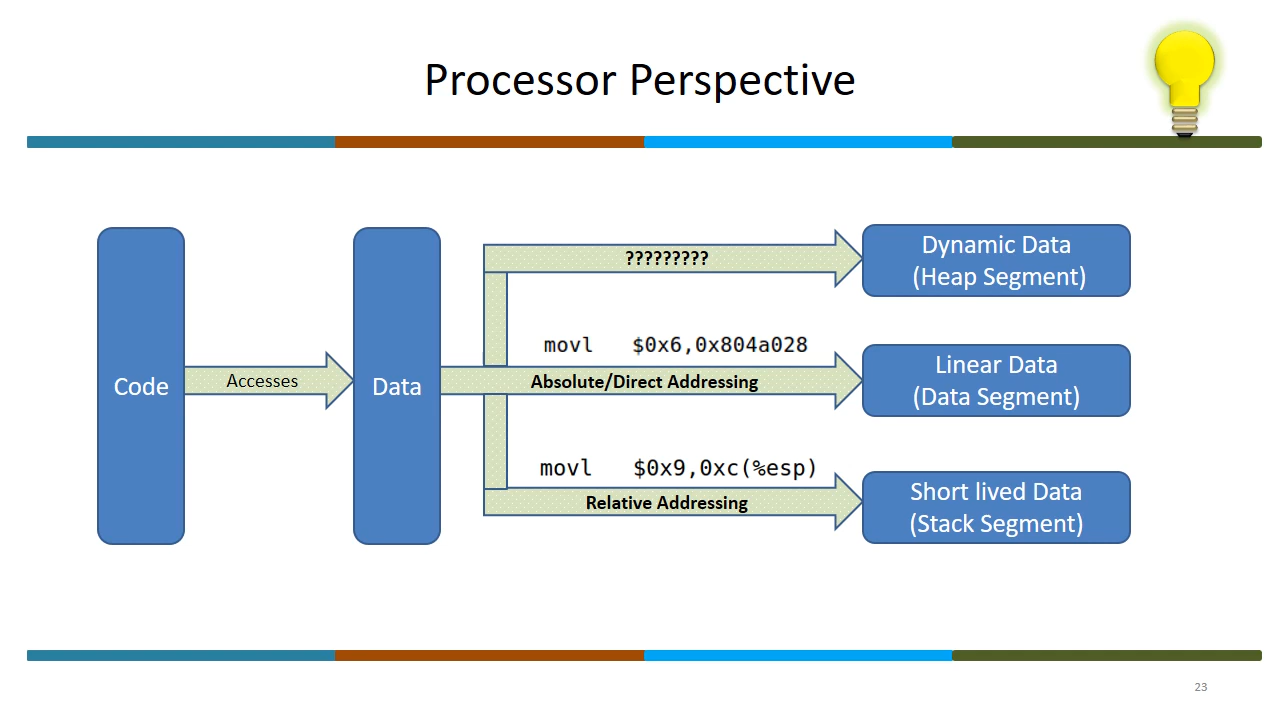 Processor Perspective
Code
Accesses
Data
?????????
Dynamic Data
(Heap Segment)
movl   $0x6,0x804a028
Absolute/Direct Addressing
Linear Data
(Data Segment)
movl   $0x9,0xc(%esp)
Relative Addressing
Short lived Data
(Stack Segment)
23